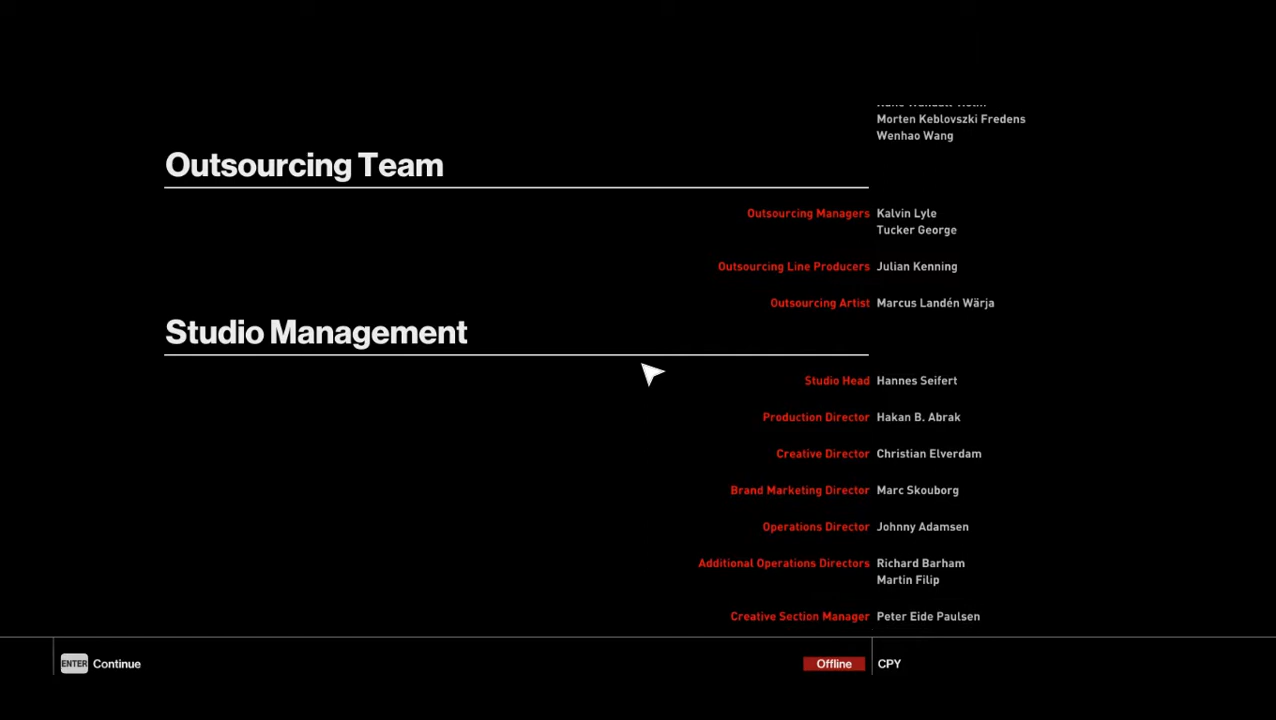 Morten Keblovszki Fredens
Wenhao Wang
Outsourcing Team
Outsourcing Managers Kalvin Lyle
Tucker George
Outsourcing Line Producers Julian Kenning
Outsourcing Artist Marcus Landén Wärja
Studio Management
Studio Head Hannes Seifert
Production Director Hakan B. Abrak
Creative Director Christian Elverdam
Brand Marketing Director Marc Skouborg
Operations Director Johnny Adamsen
Additional Operations Directors Richard Barham
Martin Filip
Creative Section Manager Peter Eide Paulsen
ENTER Continue Offline CPY